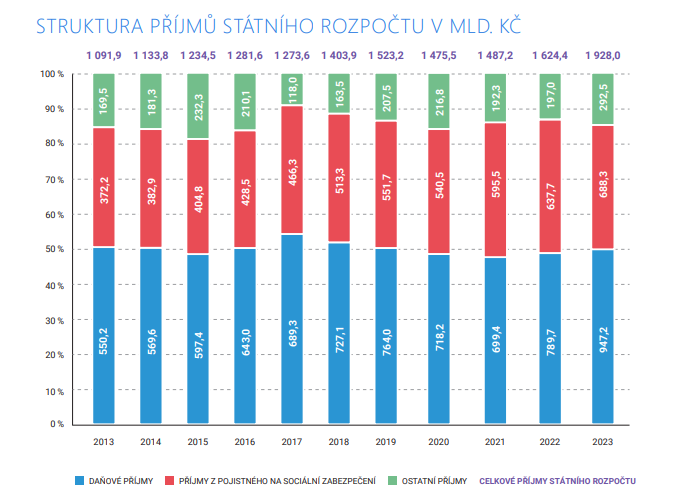 STRUKTURA PŘÍJMŮ STÁTNÍHO ROZPOČTU V MLD. KČ
1 091,9 1 133,8 1 234,5 1 281,6 1 273,6 1 403,9 1 523,2 1 475,5 1 487,2 1 624,4 1 928,0
100 %
90 %
80 %
70 %
60 %
50 %
40 %
30 %
20 %
10 %
0 %
169,5 181,3 232,3 210,1 118,0 163,5 207,5 216,8 192,3 197,0 292,5
372,2 382,9 404,8 428,5 466,3 513,3 551,7 540,5 595,5 637,7 688,3
550,2 569,6 597,4 643,0 689,3 727,1 764,0 718,2 699,4 789,7 947,2
2013 2014 2015 2016 2017 2018 2019 2020 2021 2022 2023
DAŇOVÉ PŘÍJMY PŘÍJMY Z POJISTNÉHO NA SOCIÁLNÍ ZABEZPEČENÍ OSTATNÍ PŘÍJMY CELKOVÉ PŘÍJMY STÁTNÍHO ROZPOČTU